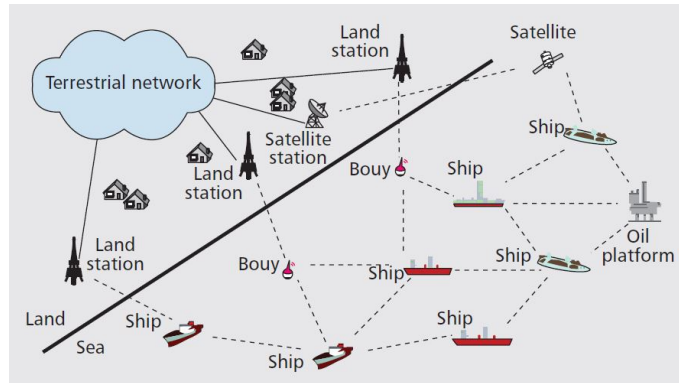 Land
station
Satellite
Terrestrial network
Satellite
station
Ship
Land
station
Bouy
Ship
Land
station
Bouy
Ship
Ship
Oil
platform
Land
Sea
Ship
Ship
Ship